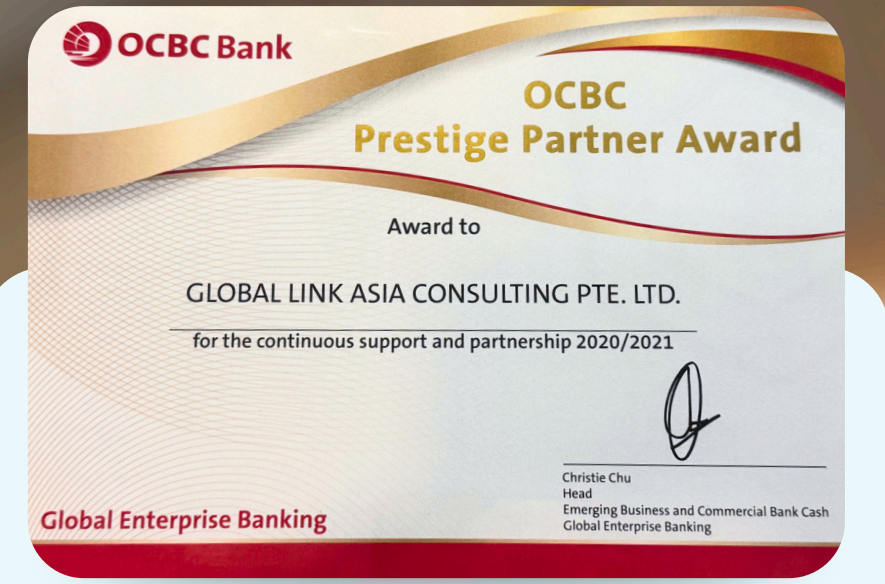 OCBC Bank
OCBC
Prestige Partner Award
Award to
GLOBAL LINK ASIA CONSULTING PTE. LTD.
for the continuous support and partnership 2020/2021
Christie Chu
Head
Emerging Business and Commercial Bank Cash
Global Enterprise Banking
Global Enterprise Banking